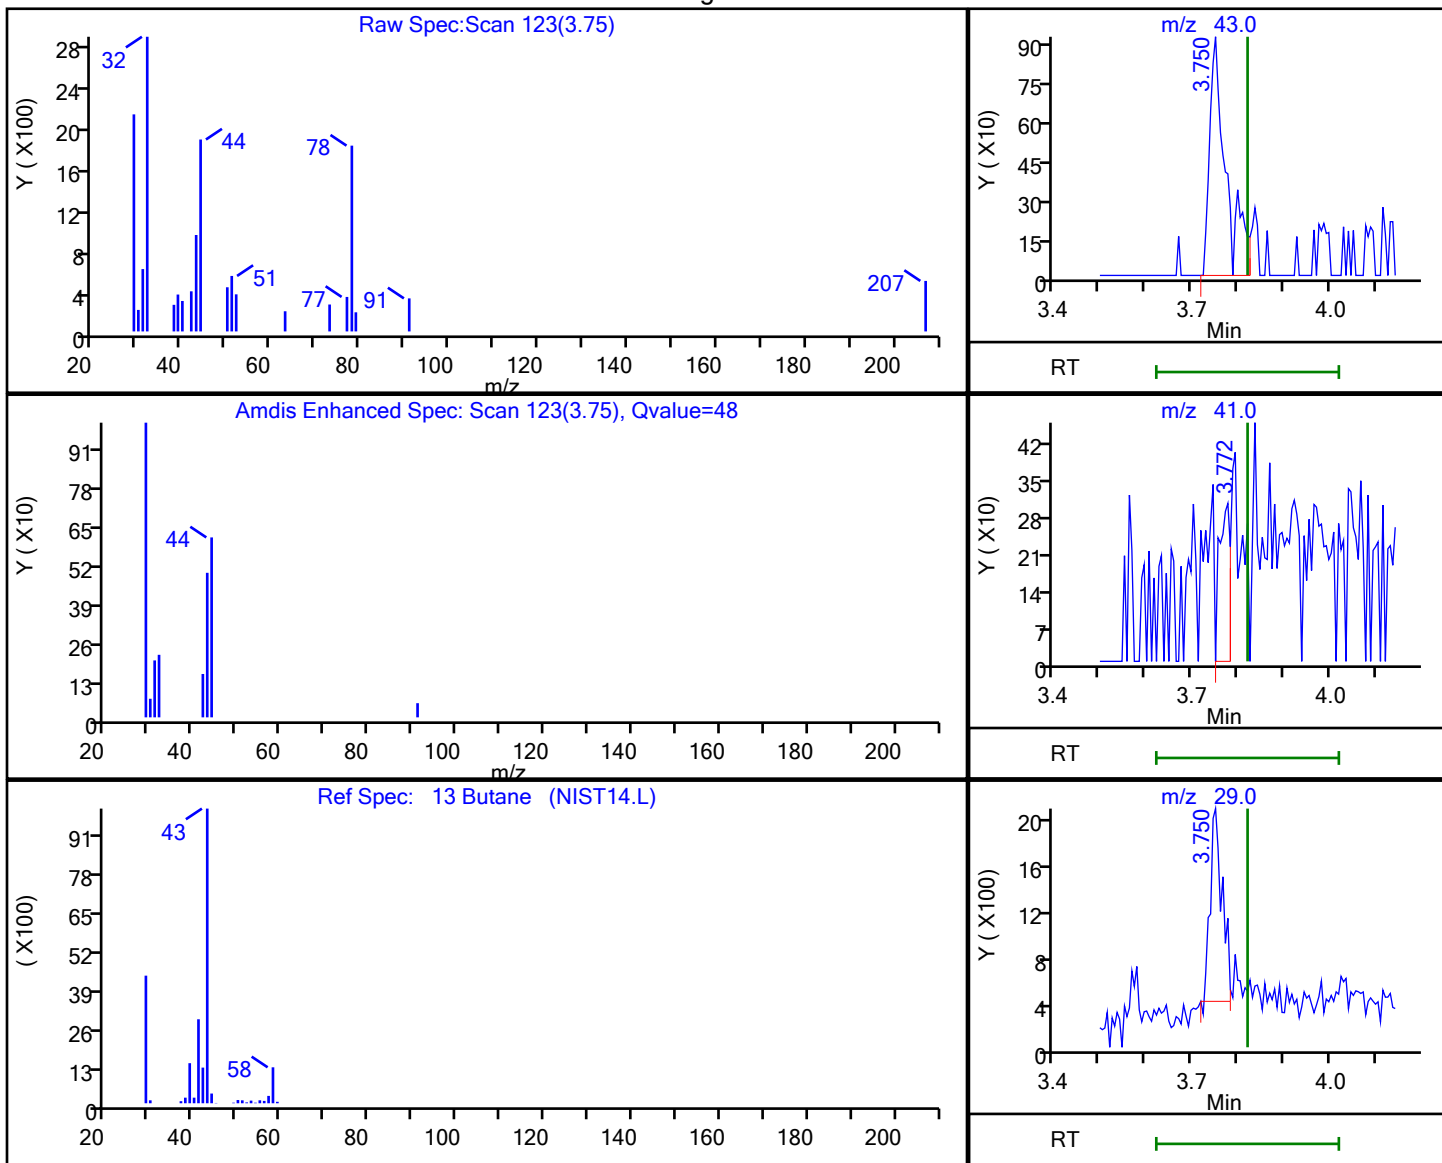 Raw Spec:Scan 123(3.75)
Y ( X100)
28
24
20
16
12
8
4
0
32
44
51
77
78
91
207
20 40 60 80 100 120 140 160 180 200
m/z
m/z 43.0
Y ( X10)
90
75
60
45
30
15
0
3.750
3.4 3.7 4.0
Min
RT
Amdis Enhanced Spec: Scan 123(3.75), Qvalue=48
Y ( X10)
91
78
65
52
39
26
13
0
44
20 40 60 80 100 120 140 160 180 200
m/z
m/z 41.0
Y ( X10)
42
35
28
21
14
7
0
3.772
3.4 3.7 4.0
Min
RT
Ref Spec: 13 Butane (NIST14.L)
( X100)
91
78
65
52
39
26
13
0
43
58
20 40 60 80 100 120 140 160 180 200
m/z 29.0
Y ( X100)
20
16
12
8
4
0
3.750
3.4 3.7 4.0
Min
RT